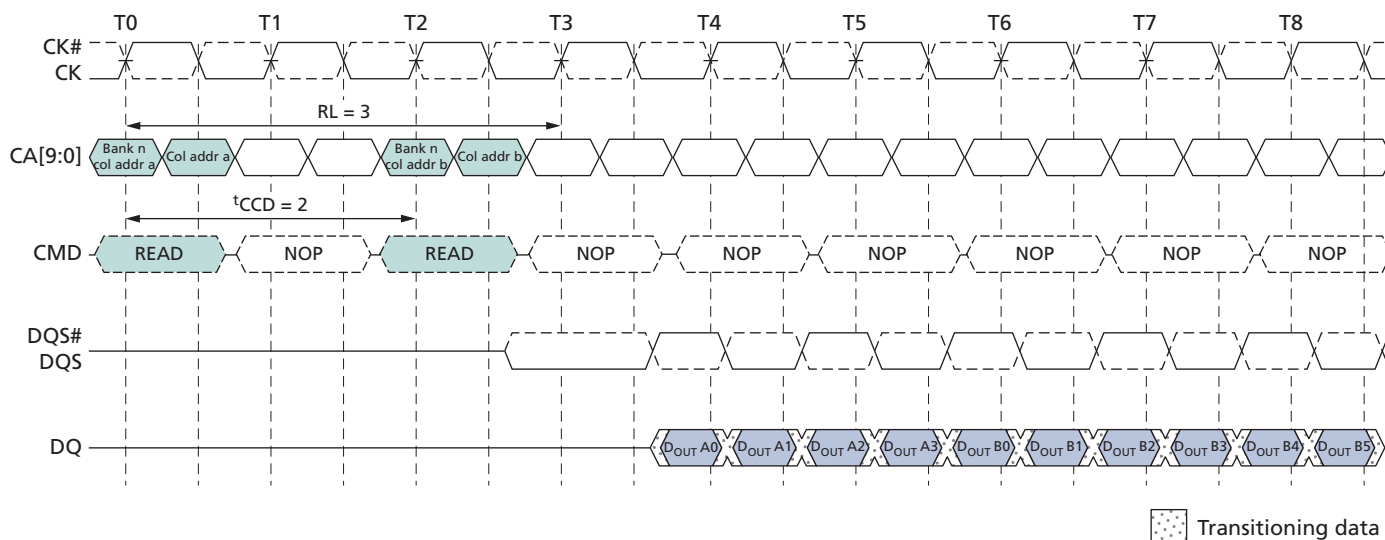 T0 T1 T2 T3 T4 T5 T6 T7 T8
CK#
CK
RL = 3
CA[9:0]
Bank n
col addr a
Col addr a
Bank n
col addr b
Col addr b
tCCD = 2
CMD READ NOP READ NOP NOP NOP NOP NOP NOP
DQS#
DQS
DQ DOUT A0 DOUT A1 DOUT A2 DOUT A3 DOUT B0 DOUT B1 DOUT B2 DOUT B3 DOUT B4 DOUT B5
Transitioning data